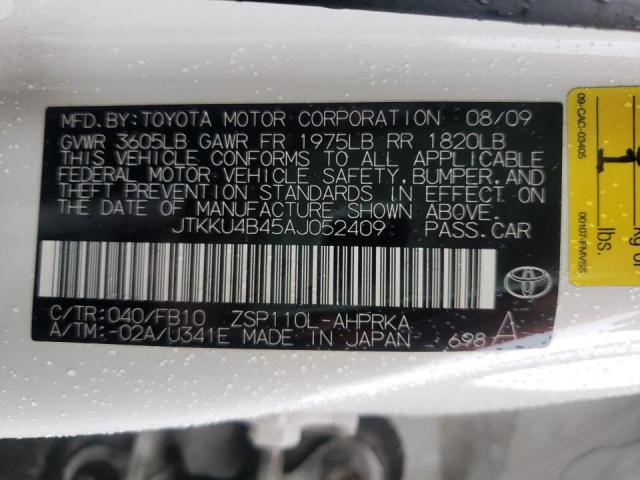 MFD.BY:TOYOTA MOTOR CORPORATION 08/09
GVWR 3605LB GAWR FR 1975LB RR 1820LB
THIS VEHICLE CONFORMS TO ALL APPLICABLE
FEDERAL MOTOR VEHICLE SAFETY,BUMPER,AND
THEFT PREVENTION STANDARDS IN EFFECT ON
THE DATE OF MANUFACTURE SHOWN ABOVE.
JTKKU4B45AJ052409 PASS.CAR
C/TR:040/FB10 ZSP110L-AHPRKA
A/TM:-02A/U341E MADE IN JAPAN 698 A
09-CAC-03405
00107-FMVSS
lbs.
kg or